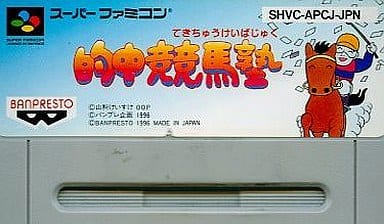 スーパーファミコン
SHVC-APCJ-JPN
SUPER FAMICOM
てきちゅうけいばじゅく
的中競馬塾
BANPRESTO
©山科けいすけ OOP
©バンプレ企画 1996
©BANPRESTO 1996 MADE IN JAPAN